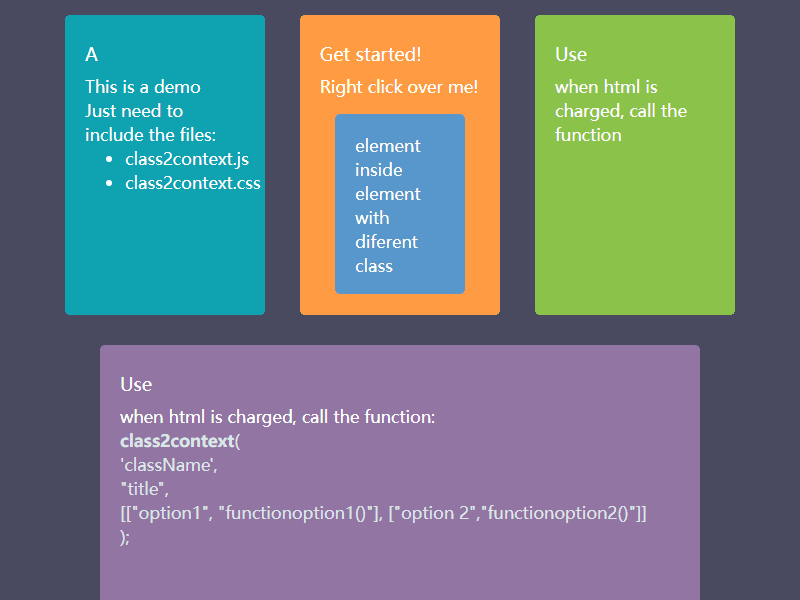 A
This is a demo
Just need to
include the files:
class2context.js
class2context.css
Get started!
Right click over me!
element
inside
element
with
diferent
class
Use
when html is
charged, call the
function
Use
when html is charged, call the function:
class2context(
'className',
"title",
[["option1", "functionoption1()"], ["option 2","functionoption2()"]]
);